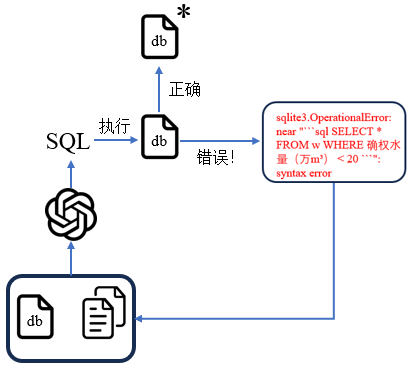 db
*
正确
SQL
执行
db
错误！
sqlite3.OperationalError:
near "```sql SELECT *
FROM w WHERE 确权水
量（万m³） < 20 ```":
syntax error
db